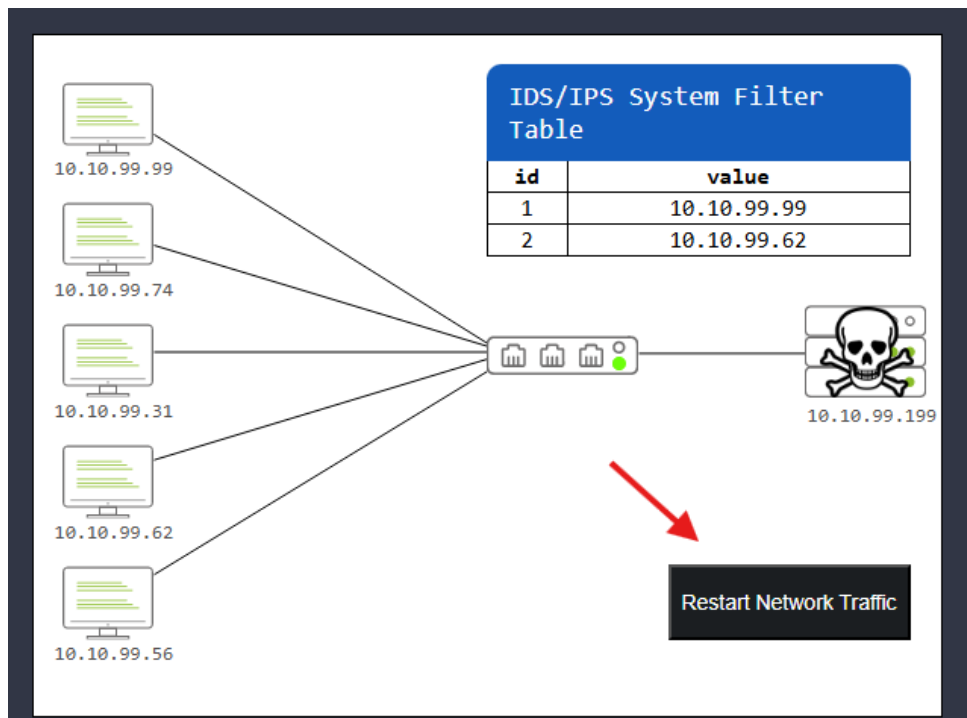 IDS/IPS System Filter
Table
id value
1 10.10.99.99
2 10.10.99.62
10.10.99.99
10.10.99.74
10.10.99.31
10.10.99.62
10.10.99.56
10.10.99.199
Restart Network Traffic